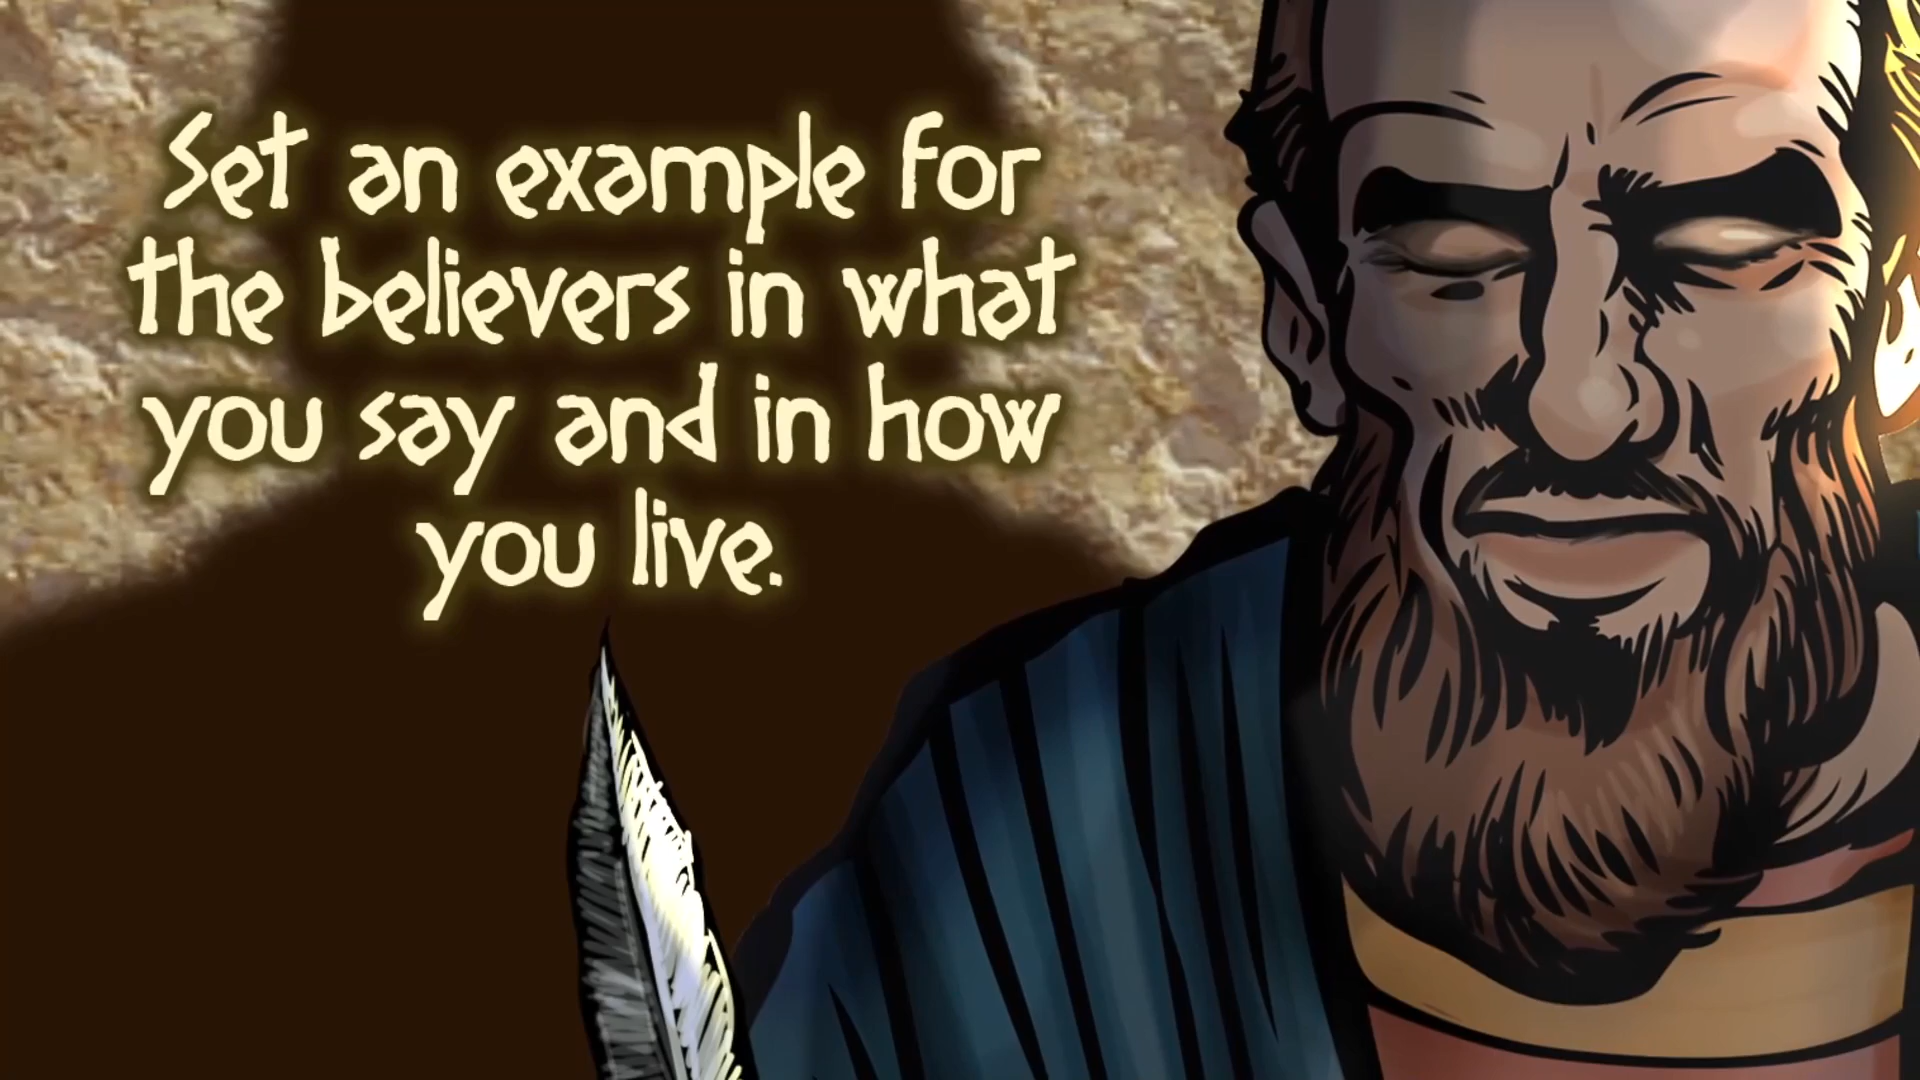 Set an example for
the believers in what
you say and in how
you live.